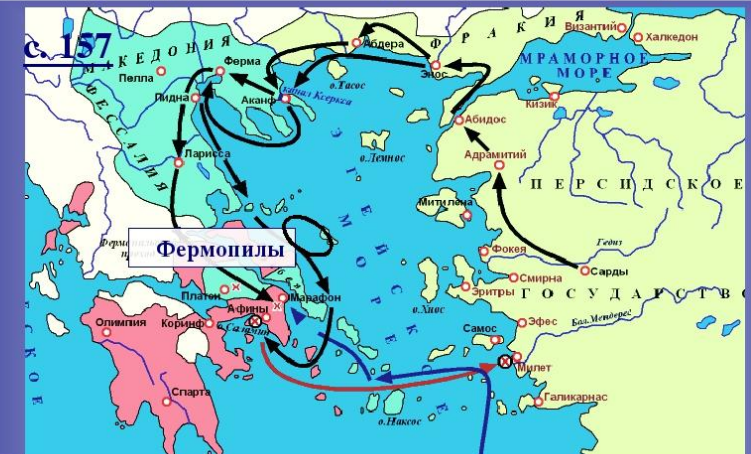 с. 157
МАКЕДОНИЯ
Пелла
Ферма
Абдера
ФРАКИЯ
Византий
Халкедон
МРАМОРНОЕ
МОРЕ
Энос
о.Тасос
Пидна
Аканф
канал Ксеркса
Кизик
Абидос
ФЕССАЛИЯ
Ларисса
о.Лемнос
Адрамитий
ЭГЕЙСКОЕ МОРЕ
ПЕРСИДСКОЕ
Митилена
Фермопилы
Фокея
Гедиз
Сарды
Смирна
ГОСУДАРСТВО
Платеи
Марафон
Эритры
о.Хиос
Афины
о.Саламин
Олимпия
Коринф
Самос
Эфес
Бол.Мендерес
Милет
Спарта
Галикарнас
о.Наксос